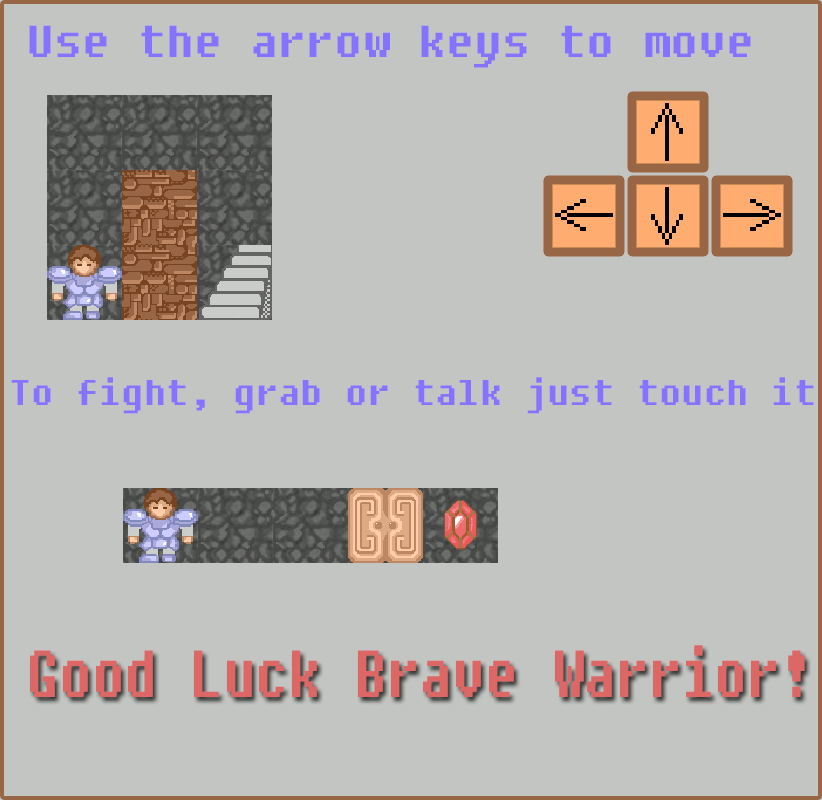 Use the arrow keys to move
To fight, grab or talk just touch it
Good Luck Brave Warrior!